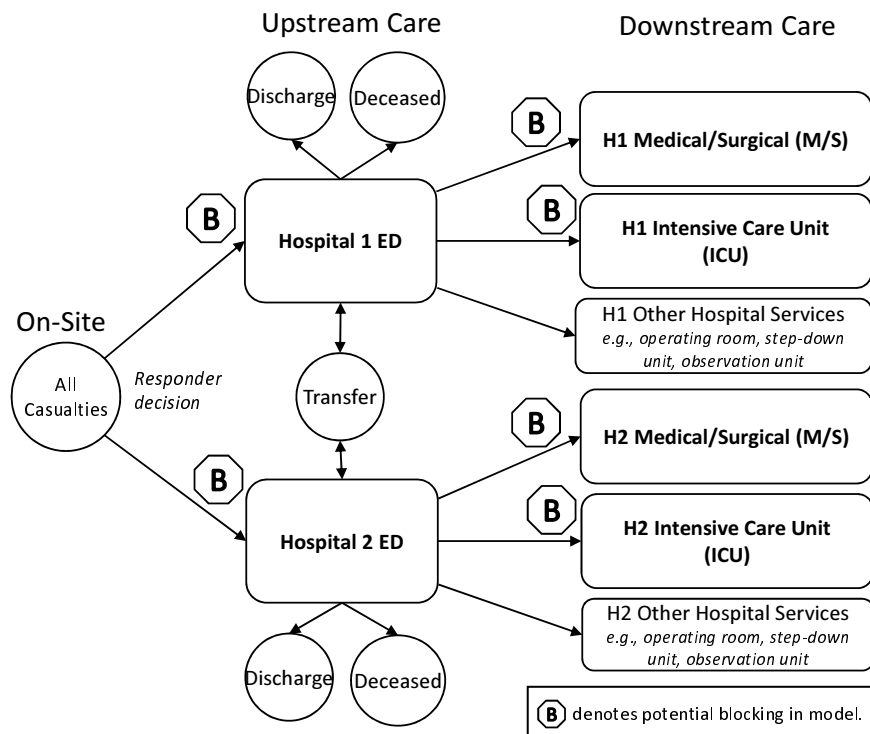 Upstream Care
Downstream Care
Discharge
Deceased
B
H1 Medical/Surgical (M/S)
B
Hospital 1 ED
B
H1 Intensive Care Unit
(ICU)
On-Site
All
Casualties
Responder
decision
H1 Other Hospital Services
e.g., operating room, step-down
unit, observation unit
Transfer
B
H2 Medical/Surgical (M/S)
B
Hospital 2 ED
B
H2 Intensive Care Unit
(ICU)
H2 Other Hospital Services
e.g., operating room, step-down
unit, observation unit
Discharge
Deceased
B denotes potential blocking in model.